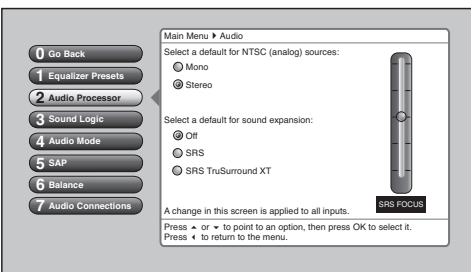 Main Menu ▸ Audio
0 Go Back
1 Equalizer Presets
2 Audio Processor
3 Sound Logic
4 Audio Mode
5 SAP
6 Balance
7 Audio Connections
Select a default for NTSC (analog) sources:
Mono
Stereo
Select a default for sound expansion:
Off
SRS
SRS TruSurround XT
SRS FOCUS
A change in this screen is applied to all inputs.
Press ▲ or ▼ to point to an option, then press OK to select it.
Press ◂ to return to the menu.